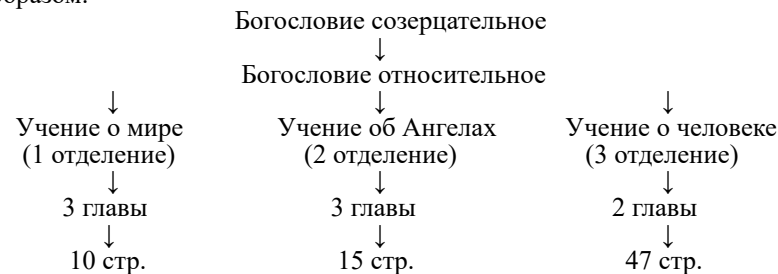 образом:
Богословие созерцательное
↓
Богословие относительное
↓ ↓ ↓
Учение о мире Учение об Ангелах Учение о человеке
(1 отделение) (2 отделение) (3 отделение)
↓ ↓ ↓
3 главы 3 главы 2 главы
↓ ↓ ↓
10 стр. 15 стр. 47 стр.